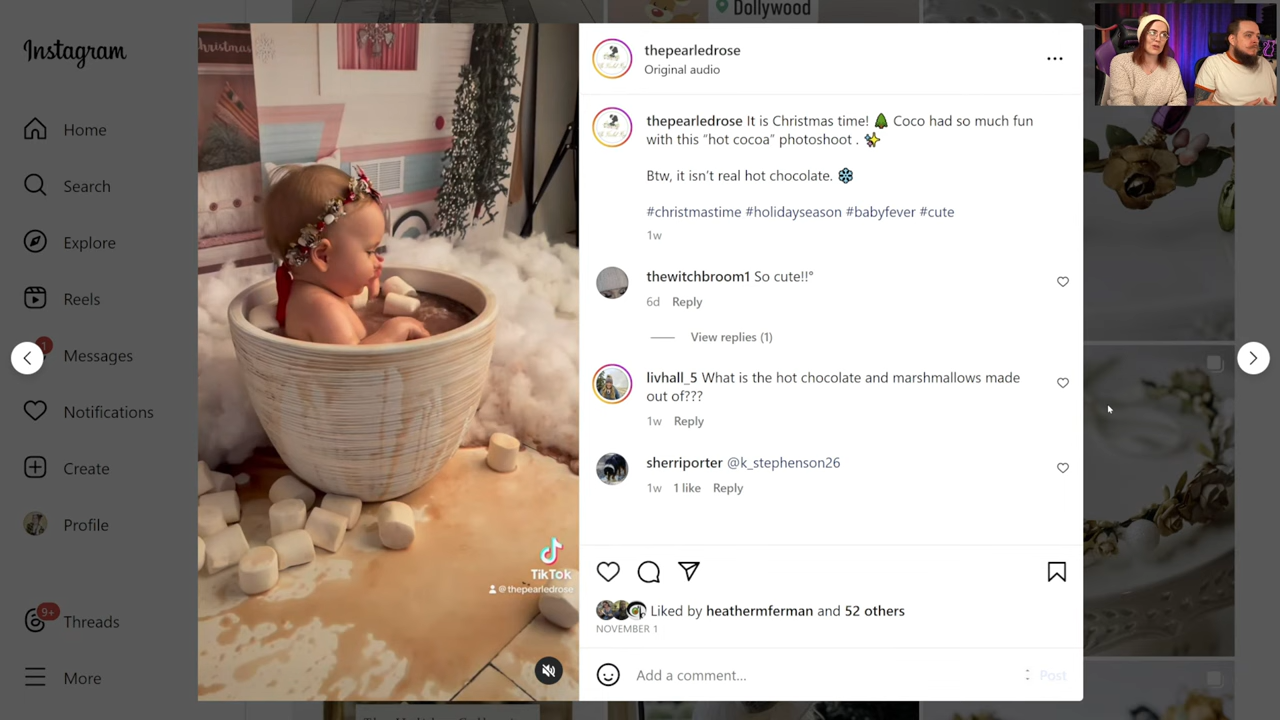 Dollywood
Instagram
Home
Search
Explore
Reels
1
Messages
Notifications
Create
Profile
9+
Threads
More
Christmas
TikTok
@thepearledrose
thepearledrose
Original audio
thepearledrose It is Christmas time! 🌲 Coco had so much fun
with this “hot cocoa” photoshoot . ✨
Btw, it isn’t real hot chocolate. ❄️
#christmastime #holidayseason #babyfever #cute
1w
thewitchbroom1 So cute!!°
6d Reply
View replies (1)
livhall_5 What is the hot chocolate and marshmallows made
out of???
1w Reply
sherriporter @k_stephenson26
1w 1 like Reply
Liked by heathermferman and 52 others
NOVEMBER 1
Add a comment...
Post